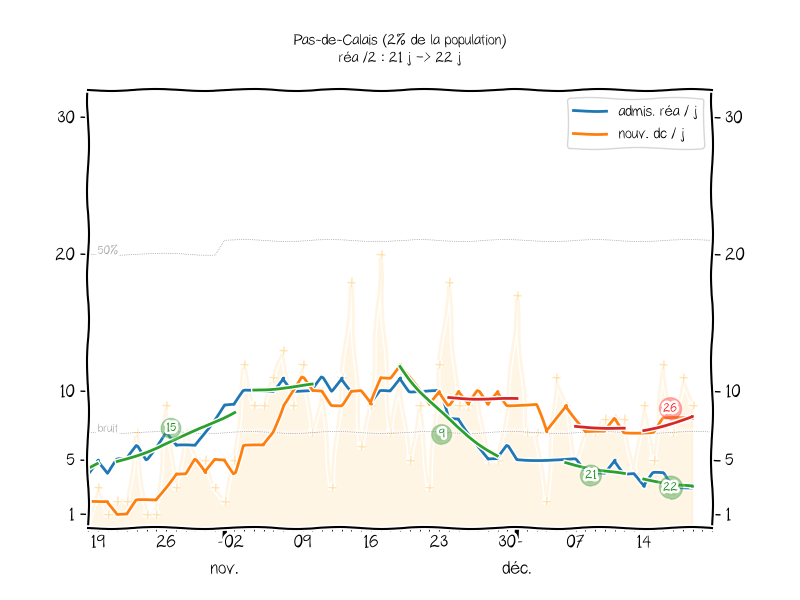 Pas-de-Calais (2% de la population)
réa /2 : 21 j -> 22 j
admis. réa / j
nouv. dc / j
30
30
50%
20
20
10
10
bruit
15
9
26
5
5
21
22
1
1
19 26 02 09 16 23 30 07 14
nov. déc.